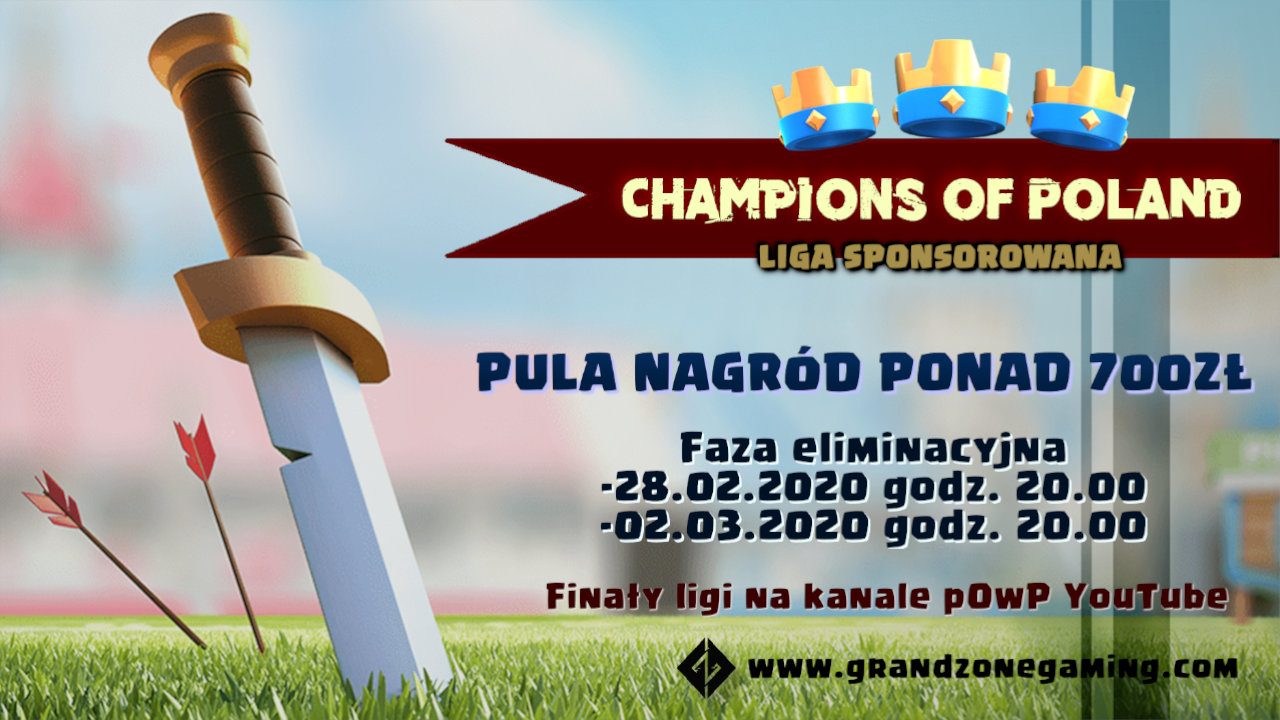 CHAMPIONS OF POLAND
LIGA SPONSOROWANA
PULA NAGRÓD PONAD 700ZŁ
Faza eliminacyjna
-28.02.2020 godz. 20.00
-02.03.2020 godz. 20.00
Finały ligi na kanale pOwP YouTube
www.grandzonegaming.com